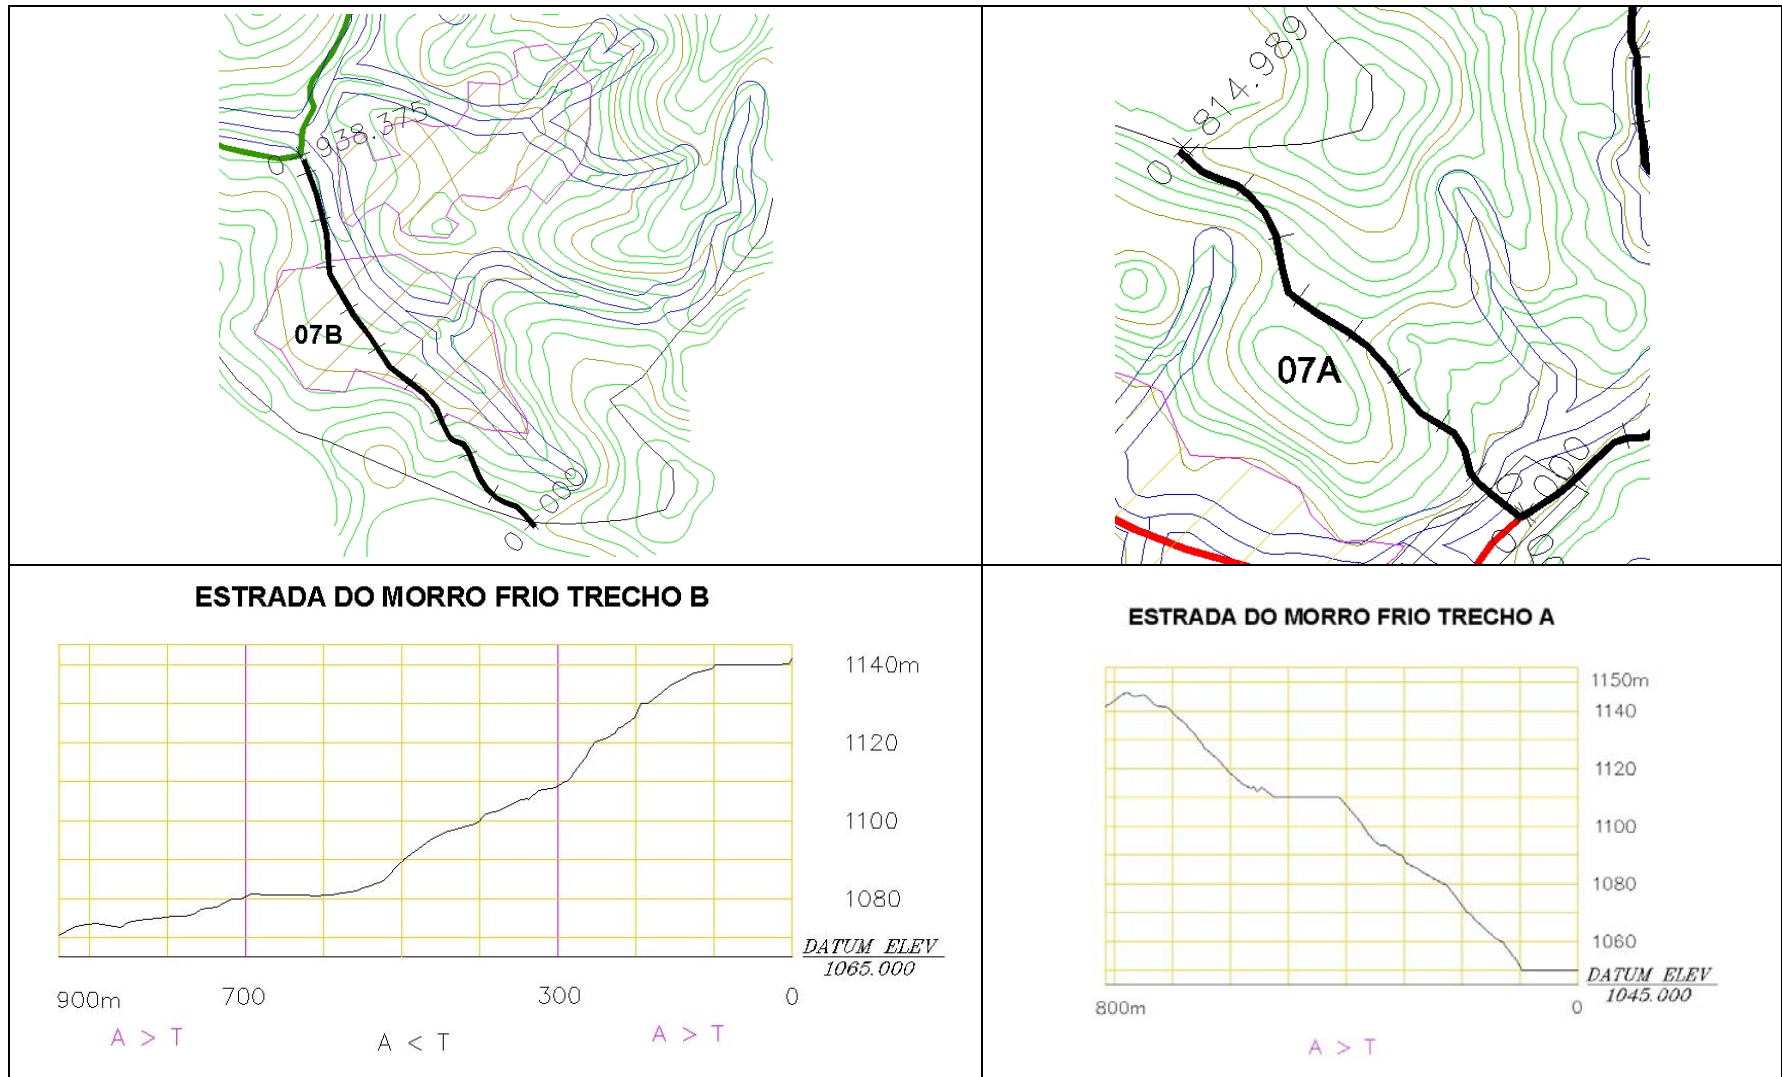 938.375
0
07B
000
0
814.989
0
07A
0
000
0
00
ESTRADA DO MORRO FRIO TRECHO B
1140m
1120
1100
1080
DATUM ELEV
1065.000
900m 700 300 0
A > T A < T A > T
ESTRADA DO MORRO FRIO TRECHO A
1150m
1140
1120
1100
1080
1060
DATUM ELEV
1045.000
800m 0
A > T